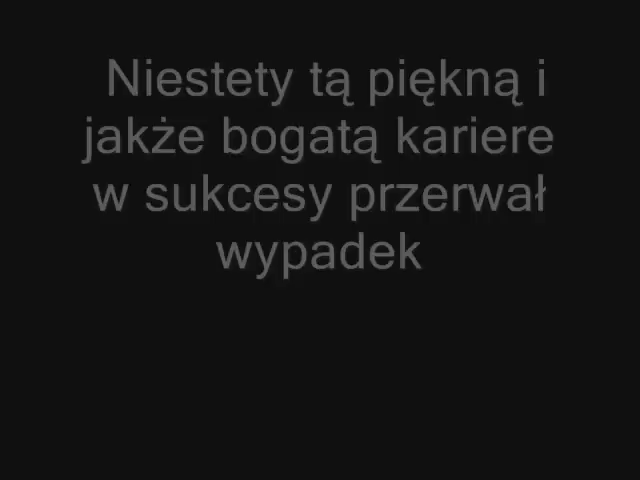 Niestety tą piękną i
jakże bogatą kariere
w sukcesy przerwał
wypadek